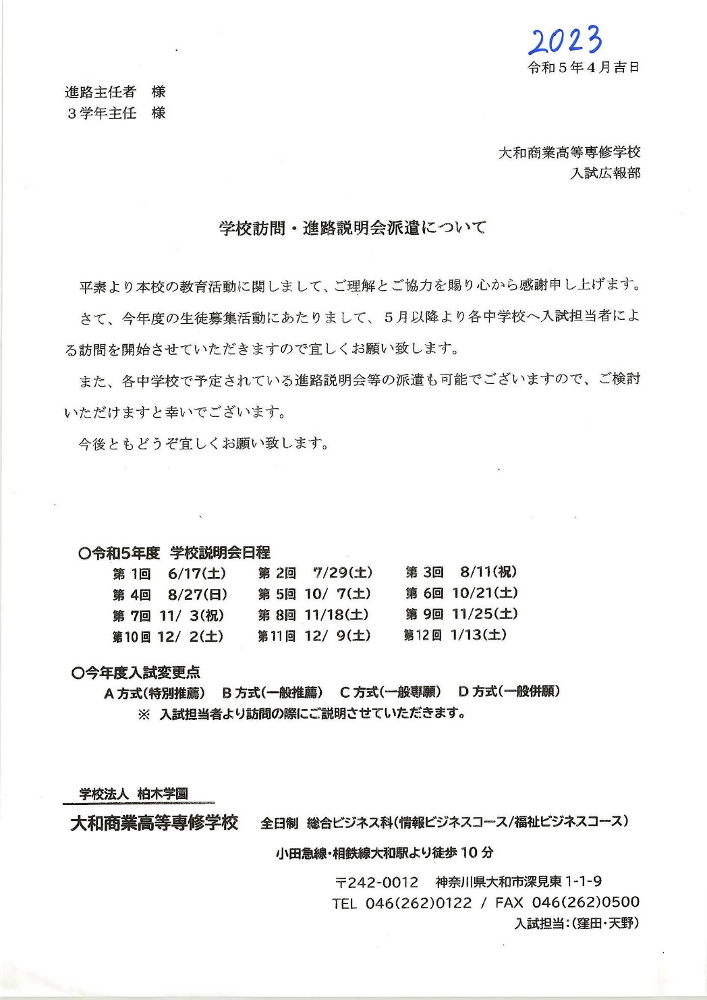 2023
令和５年４月吉日
進路主任者　様
３学年主任　様
大和商業高等専修学校
入試広報部
学校訪問・進路説明会派遣について
　平素より本校の教育活動に関しまして、ご理解とご協力を賜り心から感謝申し上げます。
　さて、今年度の生徒募集活動にあたりまして、５月以降より各中学校へ入試担当者によ
る訪問を開始させていただきますので宜しくお願い致します。
　また、各中学校で予定されている進路説明会等の派遣も可能でございますので、ご検討
いただけますと幸いでございます。
　今後ともどうぞ宜しくお願い致します。
〇令和5年度 学校説明会日程
第 1回 6/17(土) 第 2回 7/29(土) 第 3回 8/11(祝)
第 4回 8/27(日) 第 5回 10/ 7(土) 第 6回 10/21(土)
第 7回 11/ 3(祝) 第 8回 11/18(土) 第 9回 11/25(土)
第10回 12/ 2(土) 第11回 12/ 9(土) 第12回 1/13(土)
〇今年度入試変更点
A方式(特別推薦) B方式(一般推薦) C方式(一般専願) D方式(一般併願)
※ 入試担当者より訪問の際にご説明させていただきます。
学校法人 柏木学園
大和商業高等専修学校 全日制 総合ビジネス科(情報ビジネスコース/福祉ビジネスコース)
小田急線・相鉄線大和駅より徒歩10分
〒242-0012 神奈川県大和市深見東1-1-9
TEL 046(262)0122 / FAX 046(262)0500
入試担当:(窪田・天野)